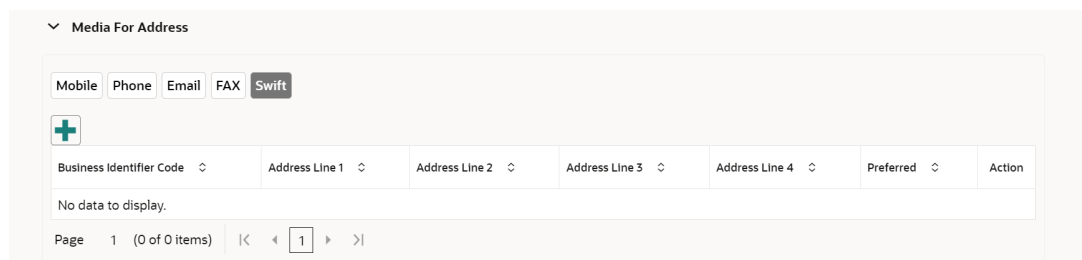 Media For Address
Mobile Phone Email FAX Swift
Business Identifier Code Address Line 1 Address Line 2 Address Line 3 Address Line 4 Preferred Action
No data to display.
Page 1 (0 of 0 items) 1